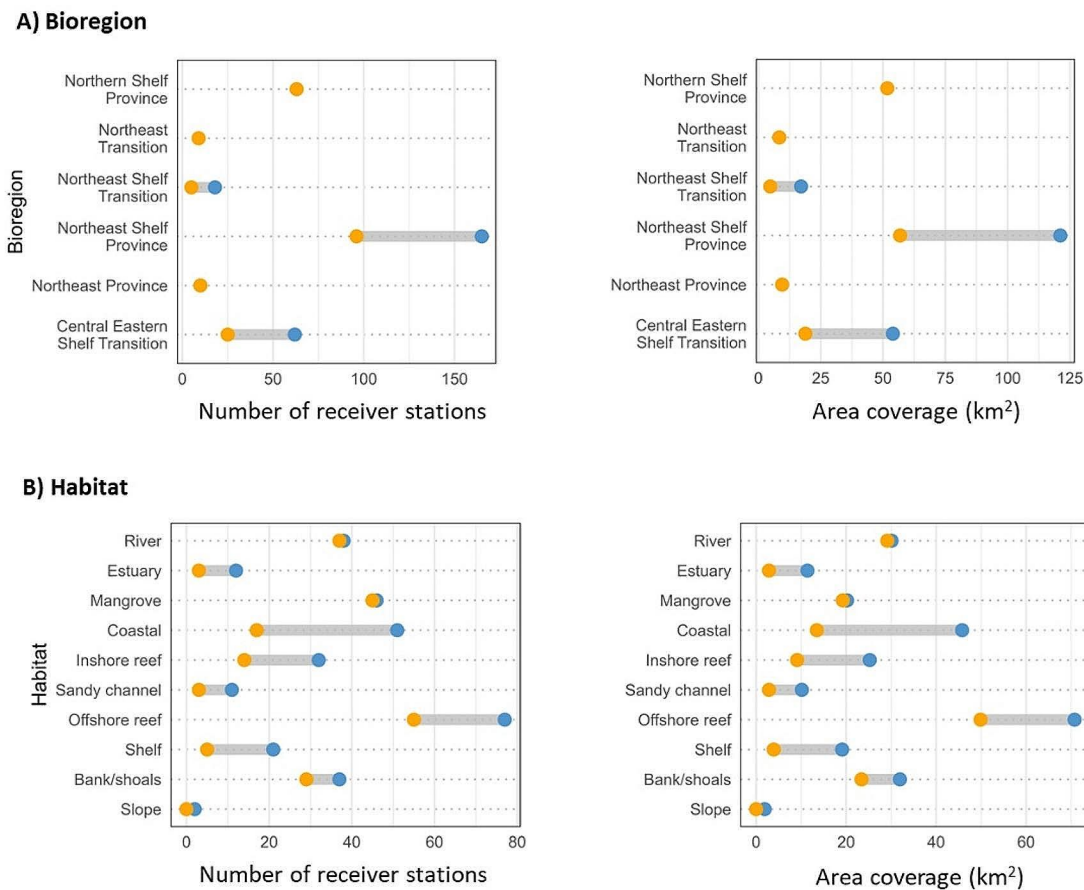 A) Bioregion
Bioregion
Northern Shelf
Province
Northeast
Transition
Northeast Shelf
Transition
Northeast Shelf
Province
Northeast Province
Central Eastern
Shelf Transition
0 50 100 150
Number of receiver stations
Northern Shelf
Province
Northeast
Transition
Northeast Shelf
Transition
Northeast Shelf
Province
Northeast Province
Central Eastern
Shelf Transition
0 25 50 75 100 125
Area coverage (km²)
B) Habitat
Habitat
River
Estuary
Mangrove
Coastal
Inshore reef
Sandy channel
Offshore reef
Shelf
Bank/shoals
Slope
0 20 40 60 80
Number of receiver stations
River
Estuary
Mangrove
Coastal
Inshore reef
Sandy channel
Offshore reef
Shelf
Bank/shoals
Slope
0 20 40 60
Area coverage (km²)